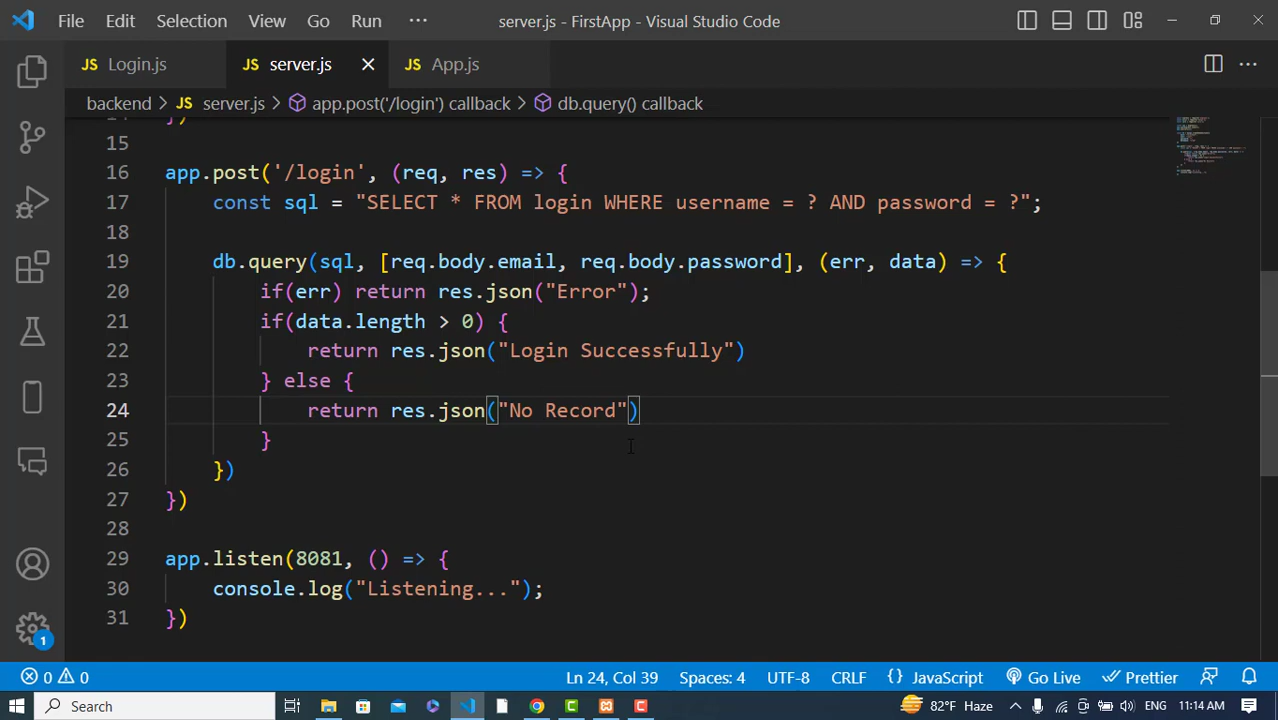 File Edit Selection View Go Run ··· server.js - FirstApp - Visual Studio Code
JS Login.js JS server.js JS App.js
backend JS server.js app.post('/login') callback db.query() callback
14 })
15
16 app.post('/login', (req, res) => {
17 const sql = "SELECT * FROM login WHERE username = ? AND password = ?";
18
19 db.query(sql, [req.body.email, req.body.password], (err, data) => {
20 if(err) return res.json("Error");
21 if(data.length > 0) {
22 return res.json("Login Successfully")
23 } else {
24 return res.json("No Record")
25 }
26 })
27 })
28
29 app.listen(8081, () => {
30 console.log("Listening...");
31 })
1
0 0 Ln 24, Col 39 Spaces: 4 UTF-8 CRLF {} JavaScript Go Live Prettier
Search 82°F Haze ENG 11:14 AM